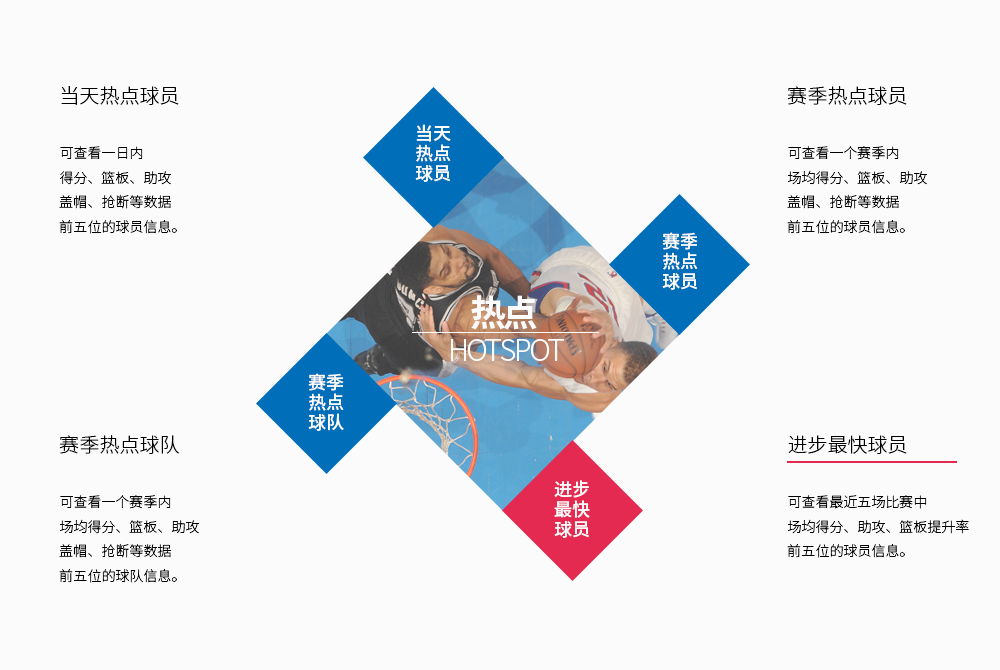 当天热点球员
可查看一日内
得分、篮板、助攻
盖帽、抢断等数据
前五位的球员信息。
赛季热点球员
可查看一个赛季内
场均得分、篮板、助攻
盖帽、抢断等数据
前五位的球员信息。
当天
热点
球员
赛季
热点
球员
热点
HOTSPOT
赛季
热点
球队
进步
最快
球员
赛季热点球队
可查看一个赛季内
场均得分、篮板、助攻
盖帽、抢断等数据
前五位的球队信息。
进步最快球员
可查看最近五场比赛中
场均得分、助攻、篮板提升率
前五位的球员信息。